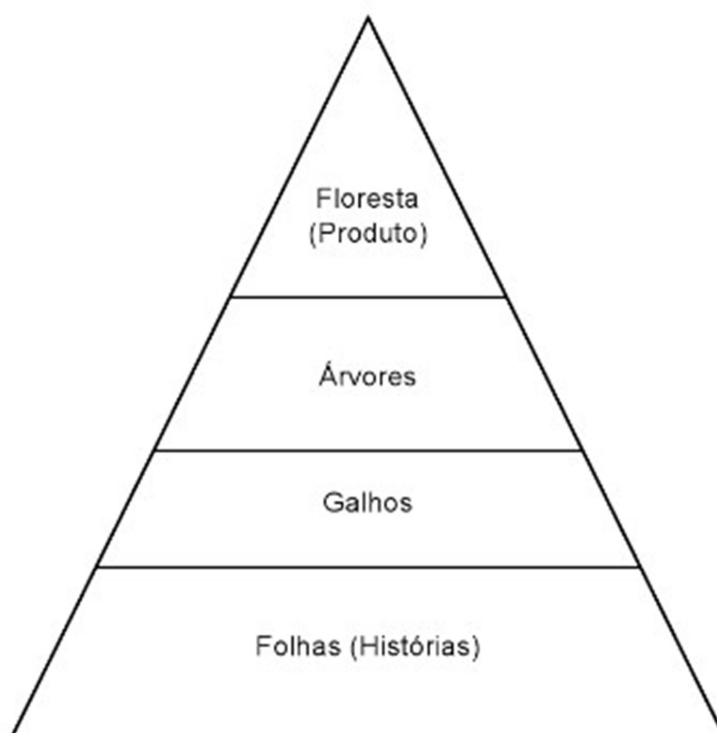 Floresta
(Produto)
Árvores
Galhos
Folhas (Histórias)